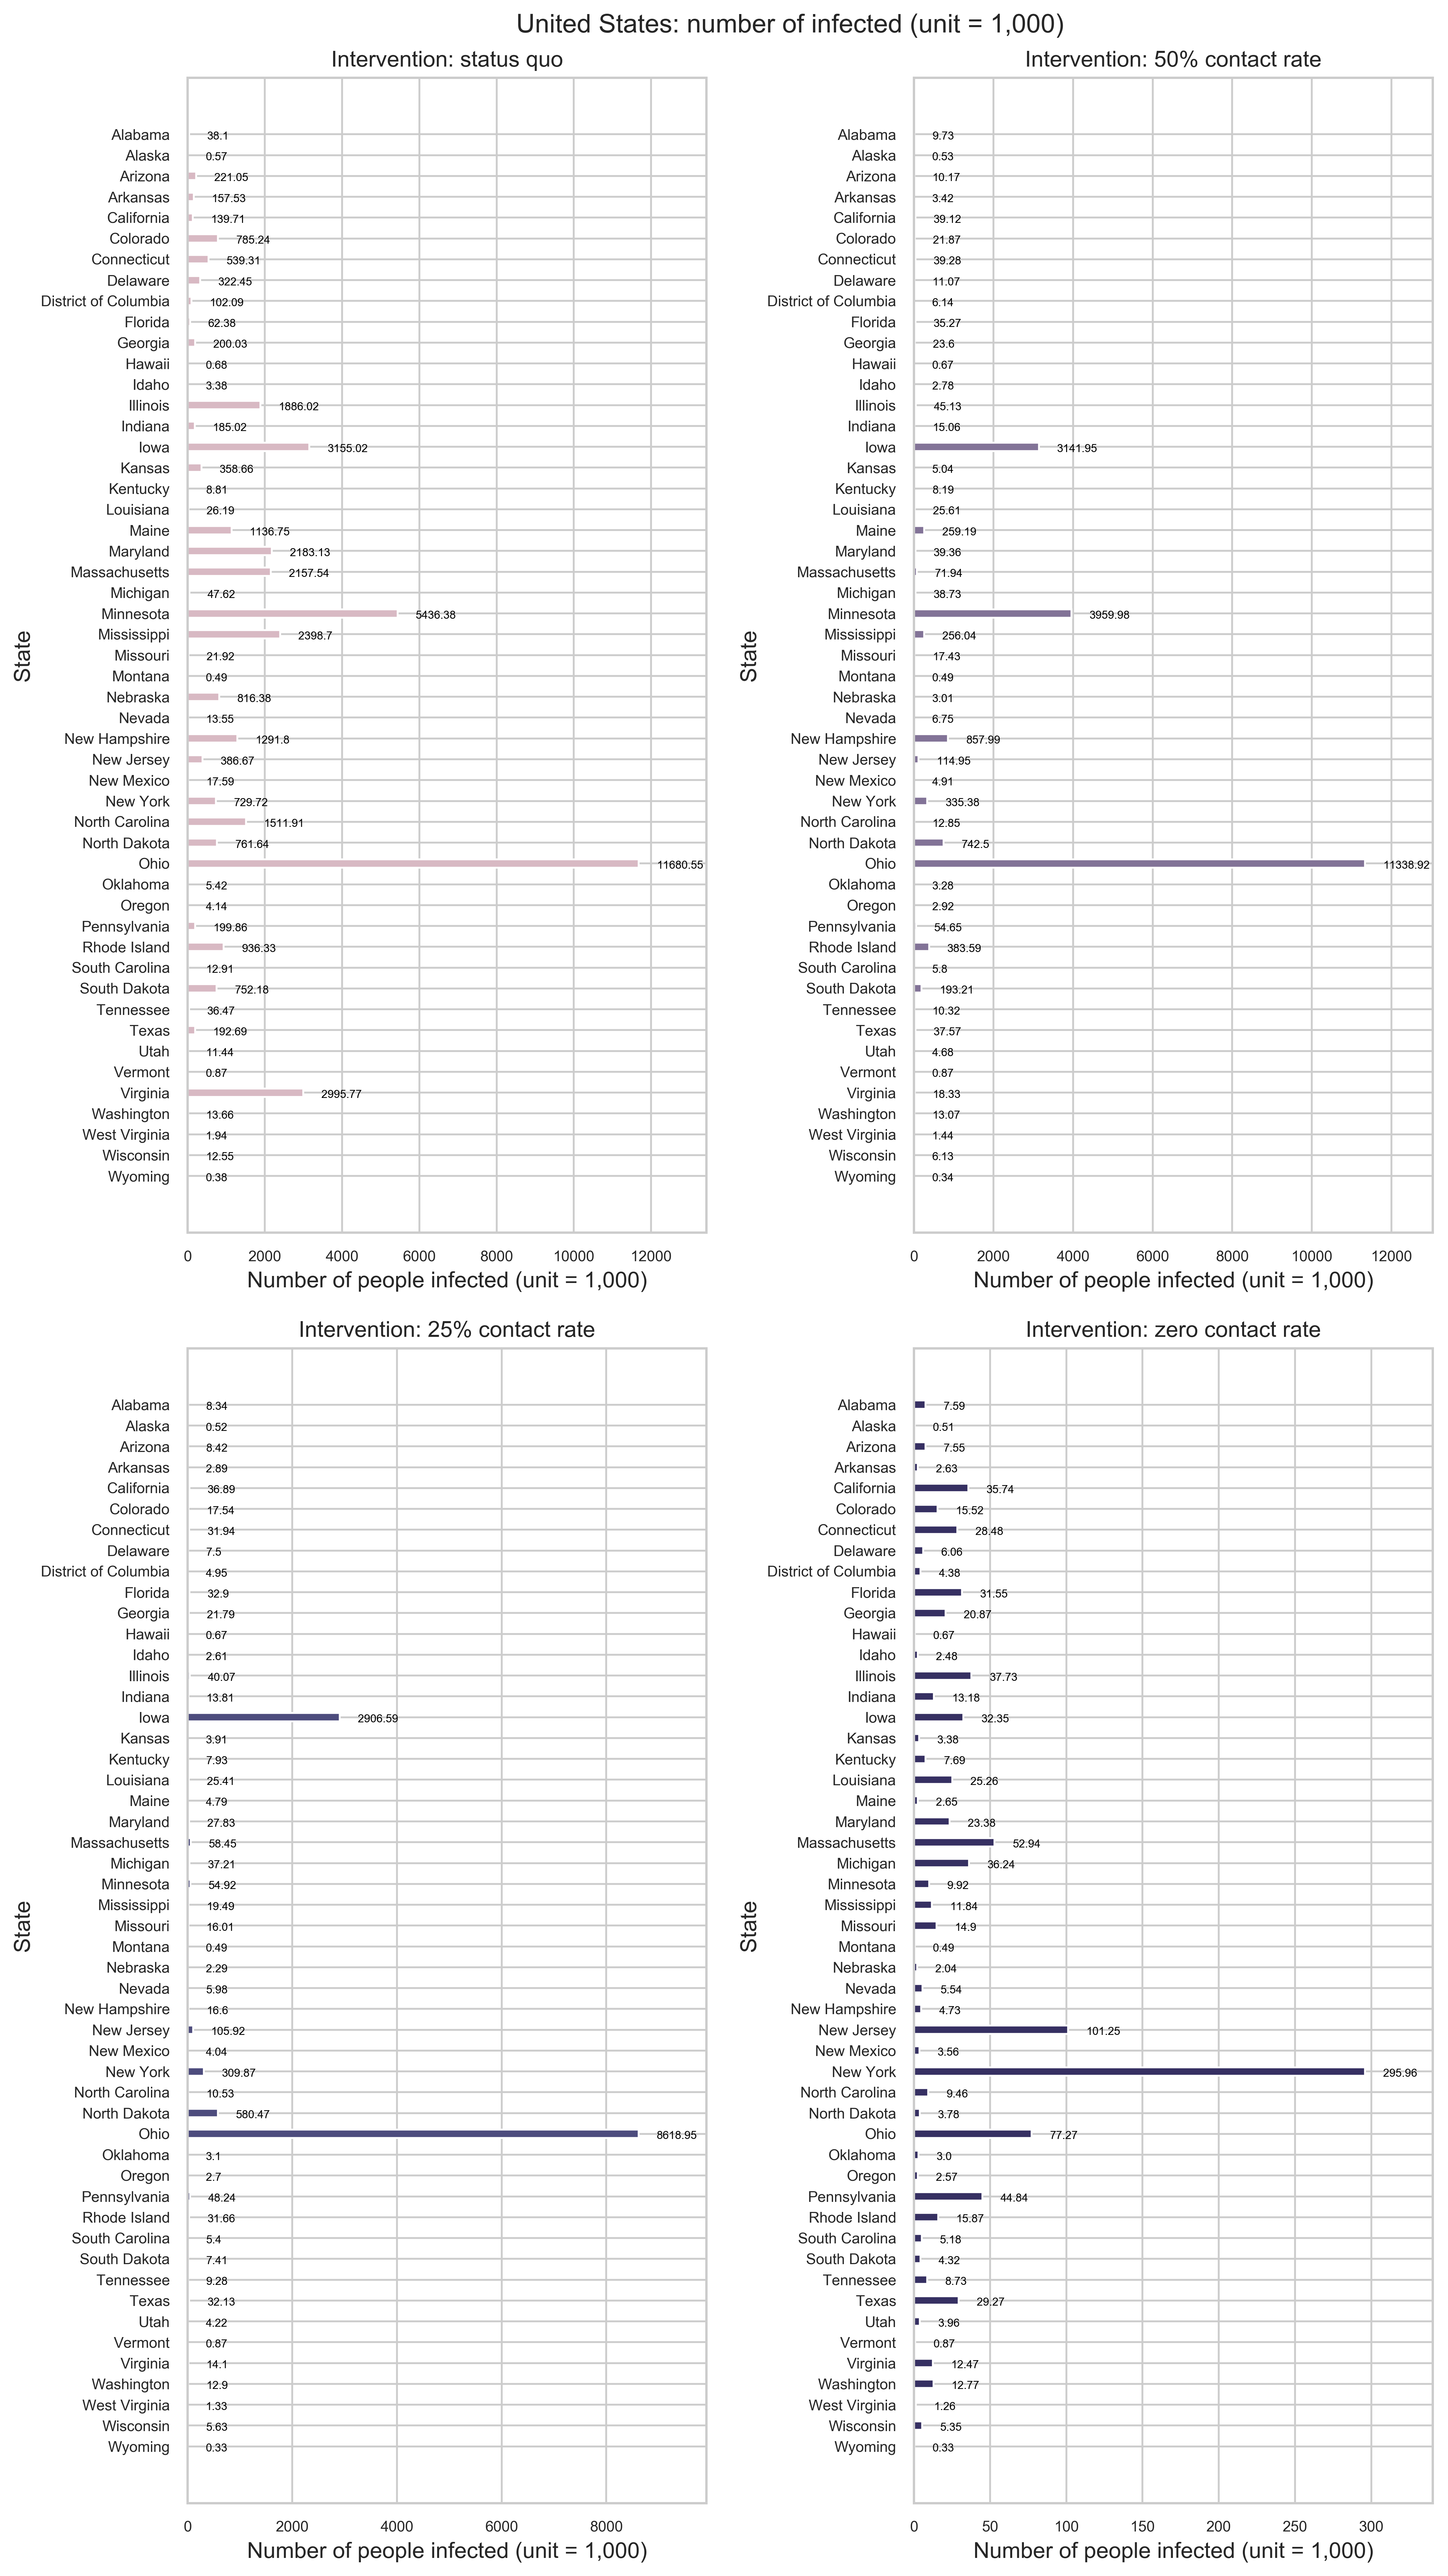 United States: number of infected (unit = 1,000)
Intervention: status quo
State
Alabama 38.1
Alaska 0.57
Arizona 221.05
Arkansas 157.53
California 139.71
Colorado 785.24
Connecticut 539.31
Delaware 322.45
District of Columbia 102.09
Florida 62.38
Georgia 200.03
Hawaii 0.68
Idaho 3.38
Illinois 1886.02
Indiana 185.02
Iowa 3155.02
Kansas 358.66
Kentucky 8.81
Louisiana 26.19
Maine 1136.75
Maryland 2183.13
Massachusetts 2157.54
Michigan 47.62
Minnesota 5436.38
Mississippi 2398.7
Missouri 21.92
Montana 0.49
Nebraska 816.38
Nevada 13.55
New Hampshire 1291.8
New Jersey 386.67
New Mexico 17.59
New York 729.72
North Carolina 1511.91
North Dakota 761.64
Ohio 11680.55
Oklahoma 5.42
Oregon 4.14
Pennsylvania 199.86
Rhode Island 936.33
South Carolina 12.91
South Dakota 752.18
Tennessee 36.47
Texas 192.69
Utah 11.44
Vermont 0.87
Virginia 2995.77
Washington 13.66
West Virginia 1.94
Wisconsin 12.55
Wyoming 0.38
0 2000 4000 6000 8000 10000 12000
Number of people infected (unit = 1,000)
Intervention: 50% contact rate
State
Alabama 9.73
Alaska 0.53
Arizona 10.17
Arkansas 3.42
California 39.12
Colorado 21.87
Connecticut 39.28
Delaware 11.07
District of Columbia 6.14
Florida 35.27
Georgia 23.6
Hawaii 0.67
Idaho 2.78
Illinois 45.13
Indiana 15.06
Iowa 3141.95
Kansas 5.04
Kentucky 8.19
Louisiana 25.61
Maine 259.19
Maryland 39.36
Massachusetts 71.94
Michigan 38.73
Minnesota 3959.98
Mississippi 256.04
Missouri 17.43
Montana 0.49
Nebraska 3.01
Nevada 6.75
New Hampshire 857.99
New Jersey 114.95
New Mexico 4.91
New York 335.38
North Carolina 12.85
North Dakota 742.5
Ohio 11338.92
Oklahoma 3.28
Oregon 2.92
Pennsylvania 54.65
Rhode Island 383.59
South Carolina 5.8
South Dakota 193.21
Tennessee 10.32
Texas 37.57
Utah 4.68
Vermont 0.87
Virginia 18.33
Washington 13.07
West Virginia 1.44
Wisconsin 6.13
Wyoming 0.34
0 2000 4000 6000 8000 10000 12000
Number of people infected (unit = 1,000)
Intervention: 25% contact rate
State
Alabama 8.34
Alaska 0.52
Arizona 8.42
Arkansas 2.89
California 36.89
Colorado 17.54
Connecticut 31.94
Delaware 7.5
District of Columbia 4.95
Florida 32.9
Georgia 21.79
Hawaii 0.67
Idaho 2.61
Illinois 40.07
Indiana 13.81
Iowa 2906.59
Kansas 3.91
Kentucky 7.93
Louisiana 25.41
Maine 4.79
Maryland 27.83
Massachusetts 58.45
Michigan 37.21
Minnesota 54.92
Mississippi 19.49
Missouri 16.01
Montana 0.49
Nebraska 2.29
Nevada 5.98
New Hampshire 16.6
New Jersey 105.92
New Mexico 4.04
New York 309.87
North Carolina 10.53
North Dakota 580.47
Ohio 8618.95
Oklahoma 3.1
Oregon 2.7
Pennsylvania 48.24
Rhode Island 31.66
South Carolina 5.4
South Dakota 7.41
Tennessee 9.28
Texas 32.13
Utah 4.22
Vermont 0.87
Virginia 14.1
Washington 12.9
West Virginia 1.33
Wisconsin 5.63
Wyoming 0.33
0 2000 4000 6000 8000
Number of people infected (unit = 1,000)
Intervention: zero contact rate
State
Alabama 7.59
Alaska 0.51
Arizona 7.55
Arkansas 2.63
California 35.74
Colorado 15.52
Connecticut 28.48
Delaware 6.06
District of Columbia 4.38
Florida 31.55
Georgia 20.87
Hawaii 0.67
Idaho 2.48
Illinois 37.73
Indiana 13.18
Iowa 32.35
Kansas 3.38
Kentucky 7.69
Louisiana 25.26
Maine 2.65
Maryland 23.38
Massachusetts 52.94
Michigan 36.24
Minnesota 9.92
Mississippi 11.84
Missouri 14.9
Montana 0.49
Nebraska 2.04
Nevada 5.54
New Hampshire 4.73
New Jersey 101.25
New Mexico 3.56
New York 295.96
North Carolina 9.46
North Dakota 3.78
Ohio 77.27
Oklahoma 3.0
Oregon 2.57
Pennsylvania 44.84
Rhode Island 15.87
South Carolina 5.18
South Dakota 4.32
Tennessee 8.73
Texas 29.27
Utah 3.96
Vermont 0.87
Virginia 12.47
Washington 12.77
West Virginia 1.26
Wisconsin 5.35
Wyoming 0.33
0 50 100 150 200 250 300
Number of people infected (unit = 1,000)